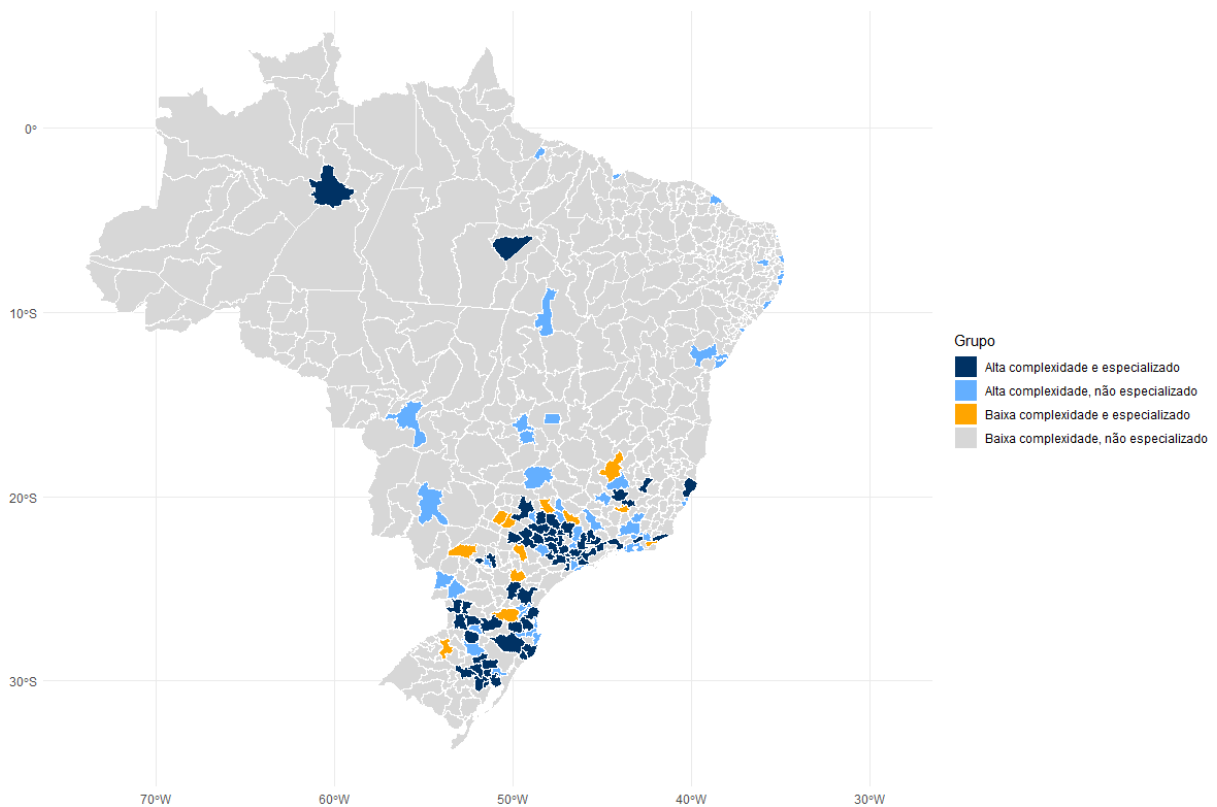 0°
10°S
20°S
30°S
70°W
60°W
50°W
40°W
30°W
Grupo
Alta complexidade e especializado
Alta complexidade, não especializado
Baixa complexidade e especializado
Baixa complexidade, não especializado